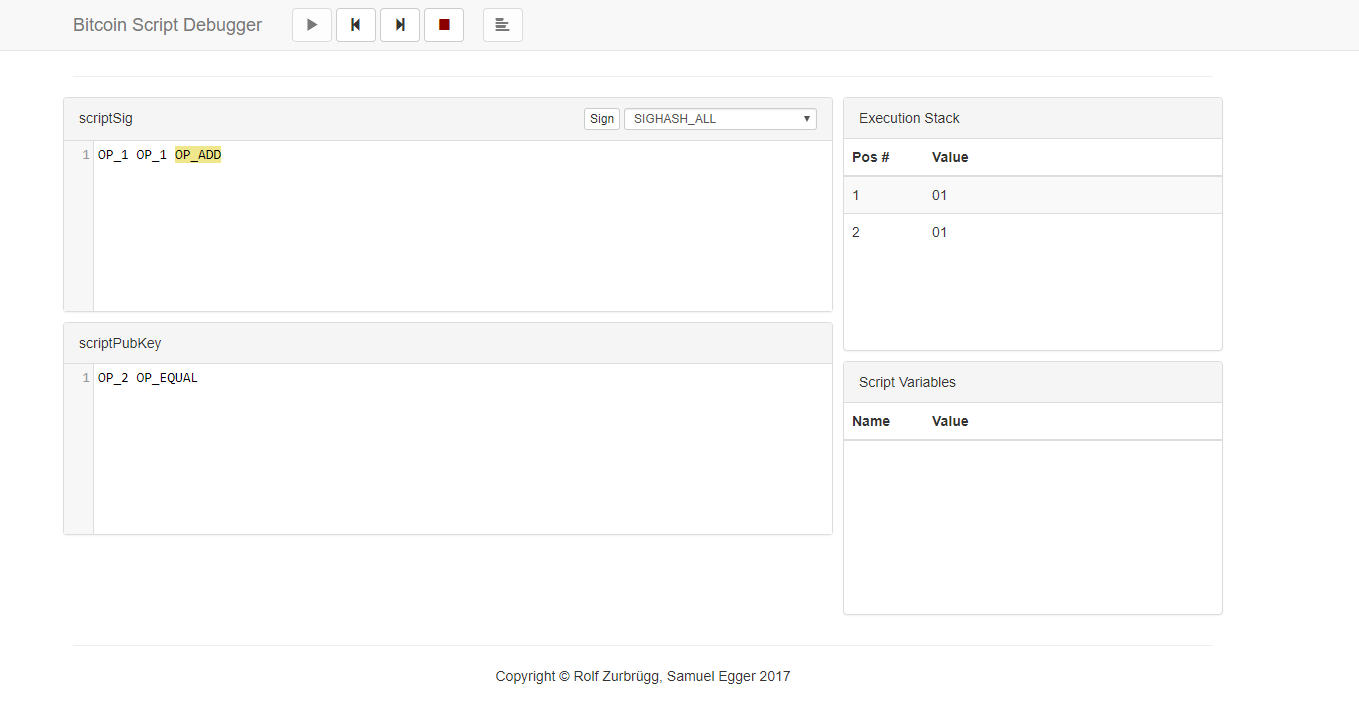 Bitcoin Script Debugger
scriptSig Sign SIGHASH_ALL
1 OP_1 OP_1 OP_ADD
scriptPubKey
1 OP_2 OP_EQUAL
Execution Stack
Pos # Value
1 01
2 01
Script Variables
Name Value
Copyright © Rolf Zurbrügg, Samuel Egger 2017